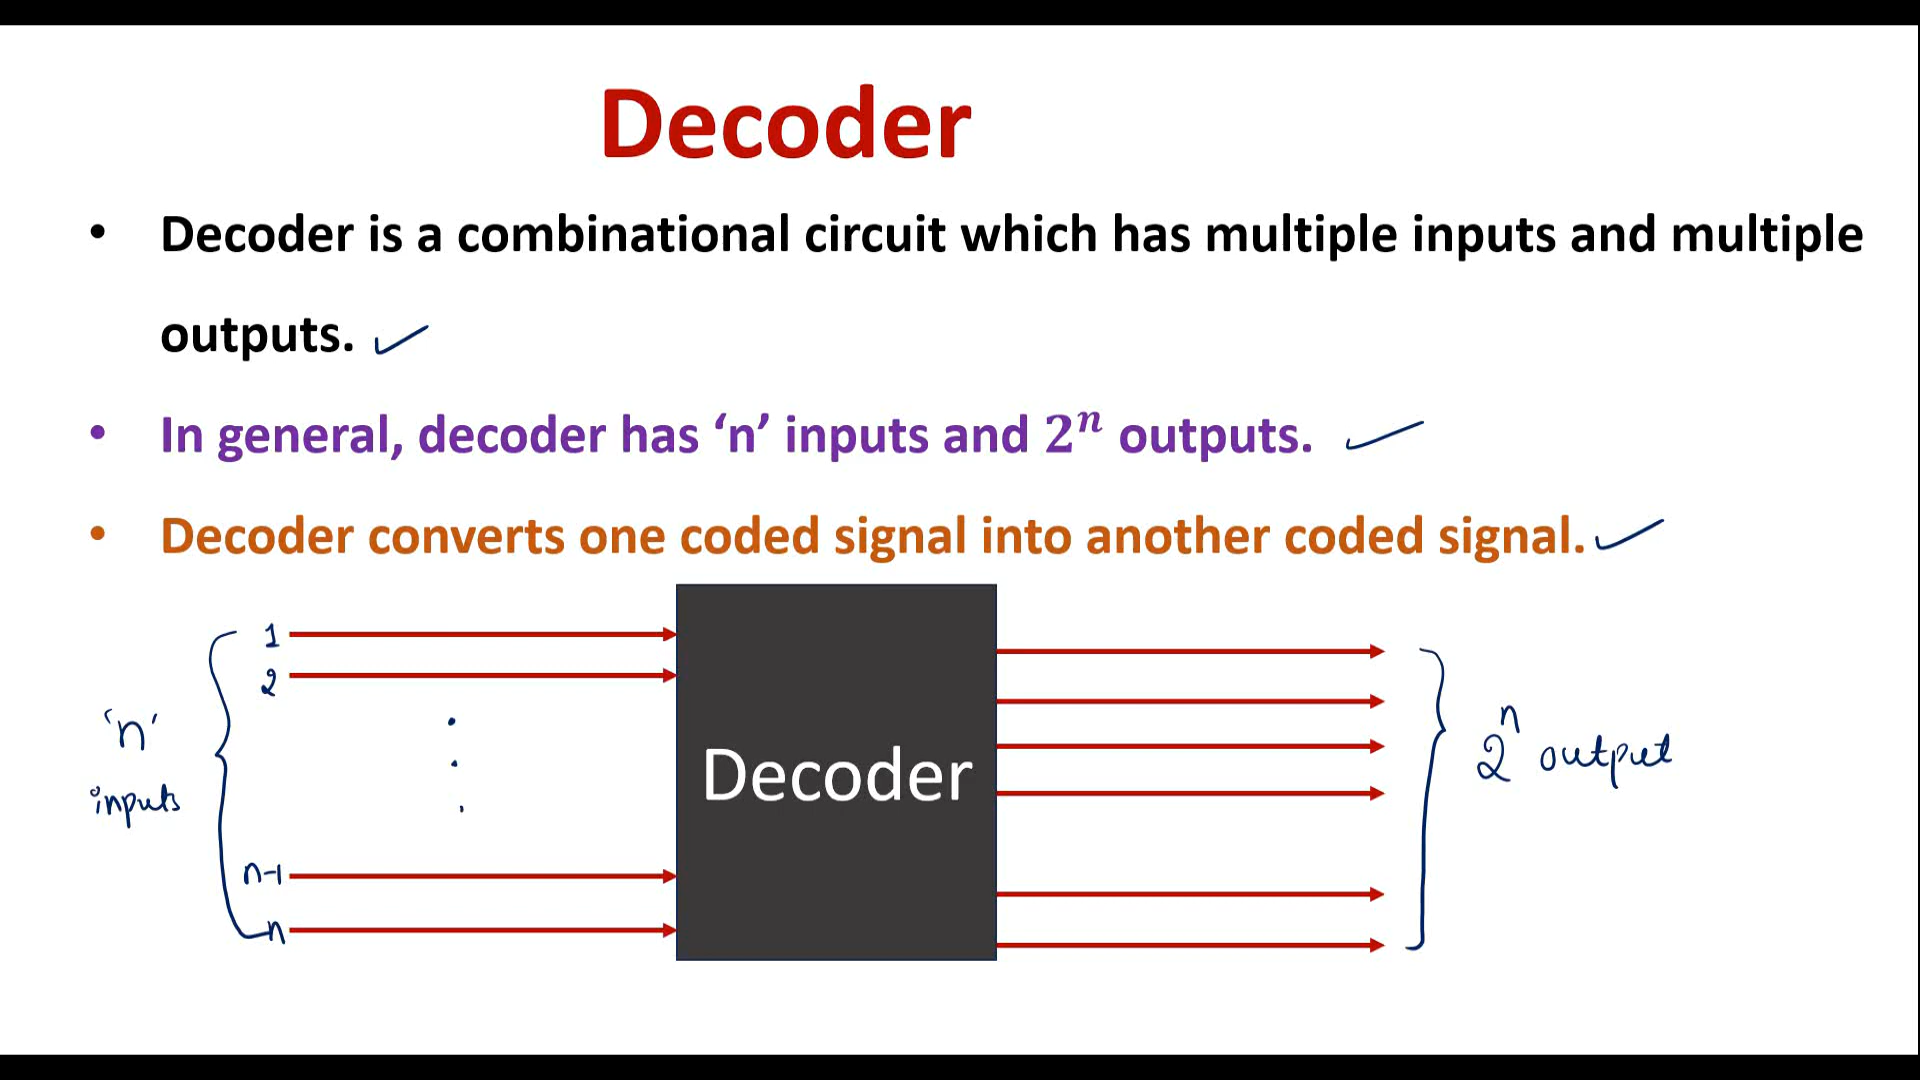 Decoder
• Decoder is a combinational circuit which has multiple inputs and multiple
outputs.
• In general, decoder has ‘n’ inputs and 2ⁿ outputs.
• Decoder converts one coded signal into another coded signal.
1
2
‘n’
inputs
n-1
n
Decoder
2ⁿ output